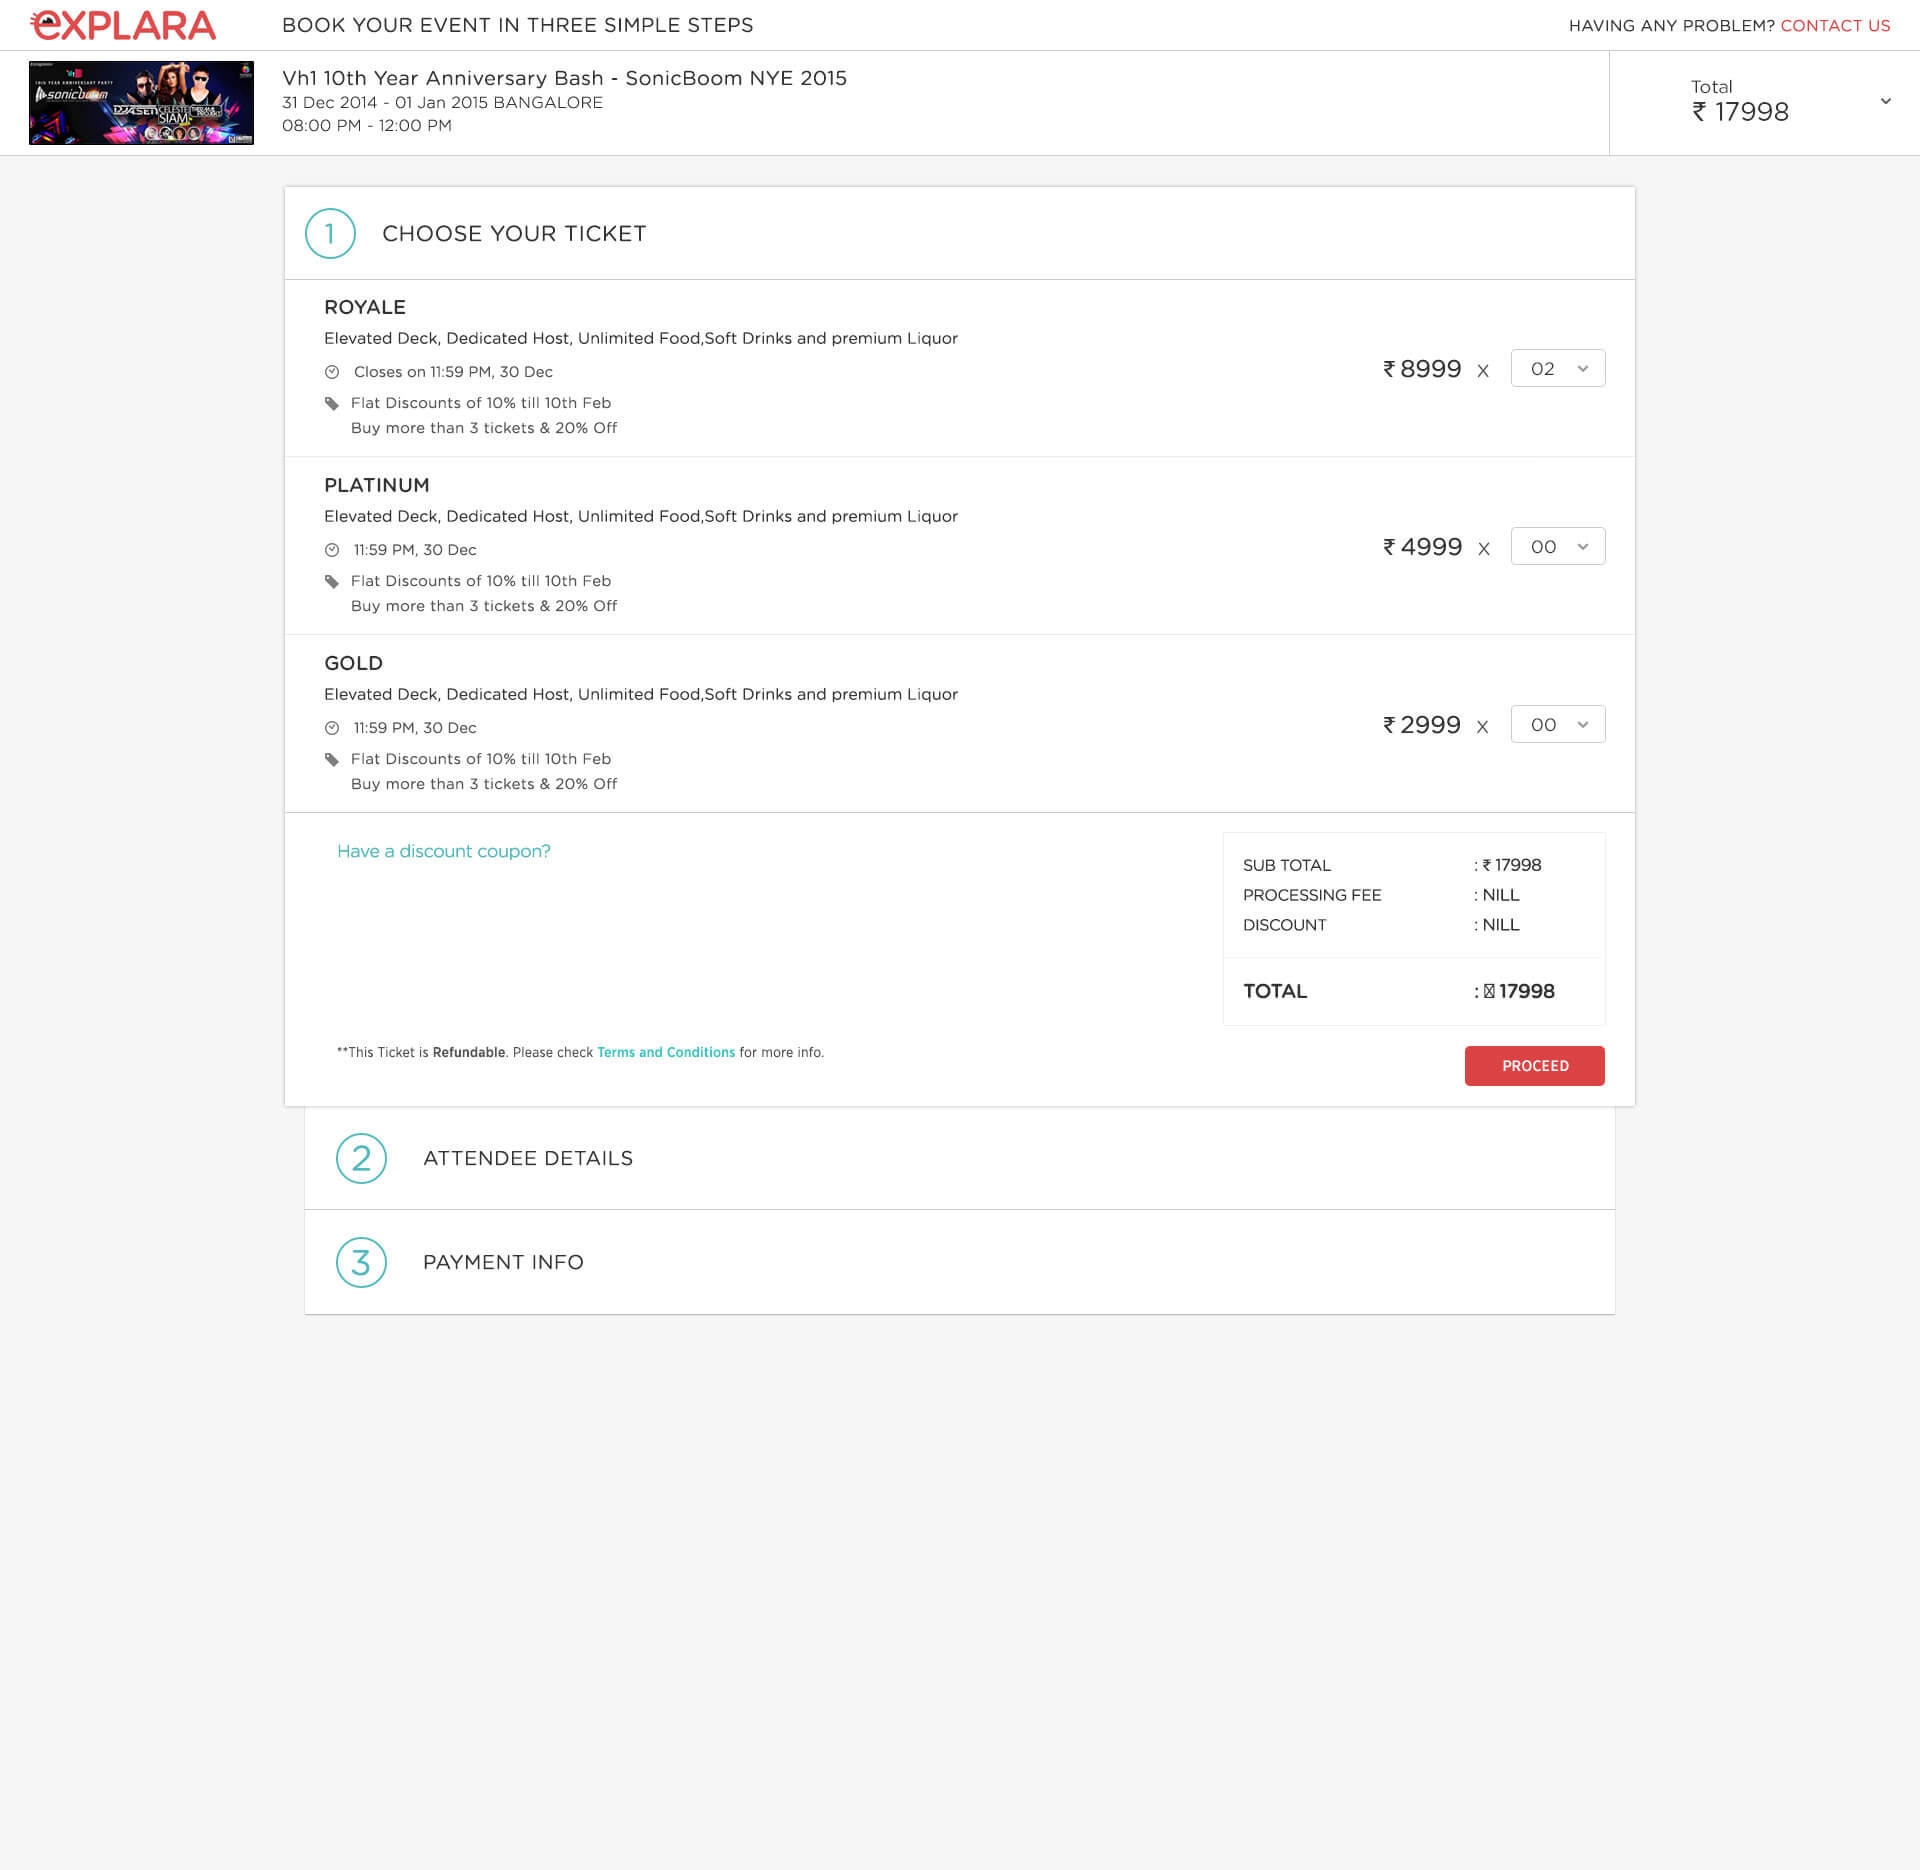 eXPLARA
BOOK YOUR EVENT IN THREE SIMPLE STEPS
HAVING ANY PROBLEM? CONTACT US
10th YEAR ANNIVERSARY PARTY
sonicboom
CELESTE
SIAM
Vh1 10th Year Anniversary Bash - SonicBoom NYE 2015
31 Dec 2014 - 01 Jan 2015 BANGALORE
08:00 PM - 12:00 PM
Total
₹ 17998
1 CHOOSE YOUR TICKET
ROYALE
Elevated Deck, Dedicated Host, Unlimited Food,Soft Drinks and premium Liquor
Closes on 11:59 PM, 30 Dec
Flat Discounts of 10% till 10th Feb
Buy more than 3 tickets & 20% Off
₹ 8999 X 02
PLATINUM
Elevated Deck, Dedicated Host, Unlimited Food,Soft Drinks and premium Liquor
11:59 PM, 30 Dec
Flat Discounts of 10% till 10th Feb
Buy more than 3 tickets & 20% Off
₹ 4999 X 00
GOLD
Elevated Deck, Dedicated Host, Unlimited Food,Soft Drinks and premium Liquor
11:59 PM, 30 Dec
Flat Discounts of 10% till 10th Feb
Buy more than 3 tickets & 20% Off
₹ 2999 X 00
Have a discount coupon?
SUB TOTAL : ₹ 17998
PROCESSING FEE : NILL
DISCOUNT : NILL
TOTAL : 17998
**This Ticket is Refundable. Please check Terms and Conditions for more info.
PROCEED
2 ATTENDEE DETAILS
3 PAYMENT INFO